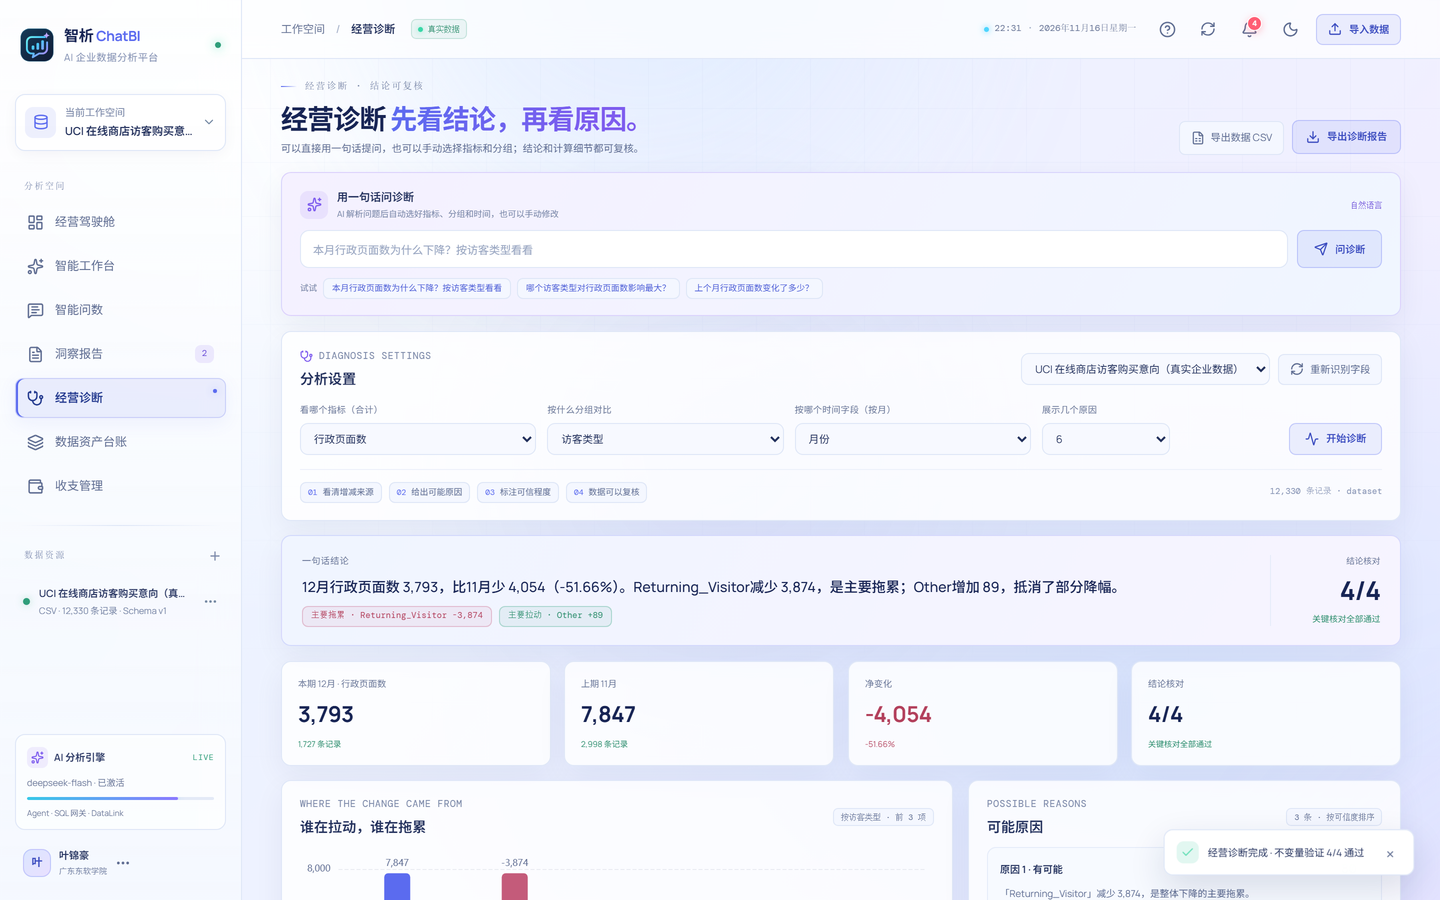 智析 ChatBI
AI 企业数据分析平台
当前工作空间
UCI 在线商店访客购买意...
分析空间
经营驾驶舱
智能工作台
智能问数
洞察报告
2
经营诊断
数据资产台账
收支管理
数据资源
UCI 在线商店访客购买意向（真...
CSV · 12,330 条记录 · Schema v1
AI 分析引擎
LIVE
deepseek-flash · 已激活
Agent · SQL 网关 · DataLink
叶
叶锦豪
广东东软学院
工作空间 / 经营诊断
真实数据
22:31 · 2026年11月16日星期一
4
导入数据
经营诊断 · 结论可复核
经营诊断 先看结论，再看原因。
可以直接用一句话提问，也可以手动选择指标和分组；结论和计算细节都可复核。
导出数据 CSV
导出诊断报告
用一句话问诊断
AI 解析问题后自动选好指标、分组和时间，也可以手动修改
自然语言
本月行政页面数为什么下降？按访客类型看看
问诊断
试试
本月行政页面数为什么下降？按访客类型看看
哪个访客类型对行政页面数影响最大？
上个月行政页面数变化了多少？
DIAGNOSIS SETTINGS
分析设置
UCI 在线商店访客购买意向（真实企业数据）
重新识别字段
看哪个指标（合计）
按什么分组对比
按哪个时间字段（按月）
展示几个原因
行政页面数
访客类型
月份
6
开始诊断
01 看清增减来源
02 给出可能原因
03 标注可信程度
04 数据可以复核
12,330 条记录 · dataset
一句话结论
12月行政页面数 3,793，比11月少 4,054（-51.66%）。Returning_Visitor减少 3,874，是主要拖累；Other增加 89，抵消了部分降幅。
主要拖累 · Returning_Visitor -3,874
主要拉动 · Other +89
结论核对
4/4
关键核对全部通过
本期 12月 · 行政页面数
3,793
1,727 条记录
上期 11月
7,847
2,998 条记录
净变化
-4,054
-51.66%
结论核对
4/4
关键核对全部通过
WHERE THE CHANGE CAME FROM
谁在拉动，谁在拖累
按访客类型 · 前 3 项
8,000
7,847
-3,874
POSSIBLE REASONS
可能原因
3 条 · 按可信度排序
原因 1 · 有可能
「Returning_Visitor」减少 3,874，是整体下降的主要拖累。
经营诊断完成 · 不变量验证 4/4 通过